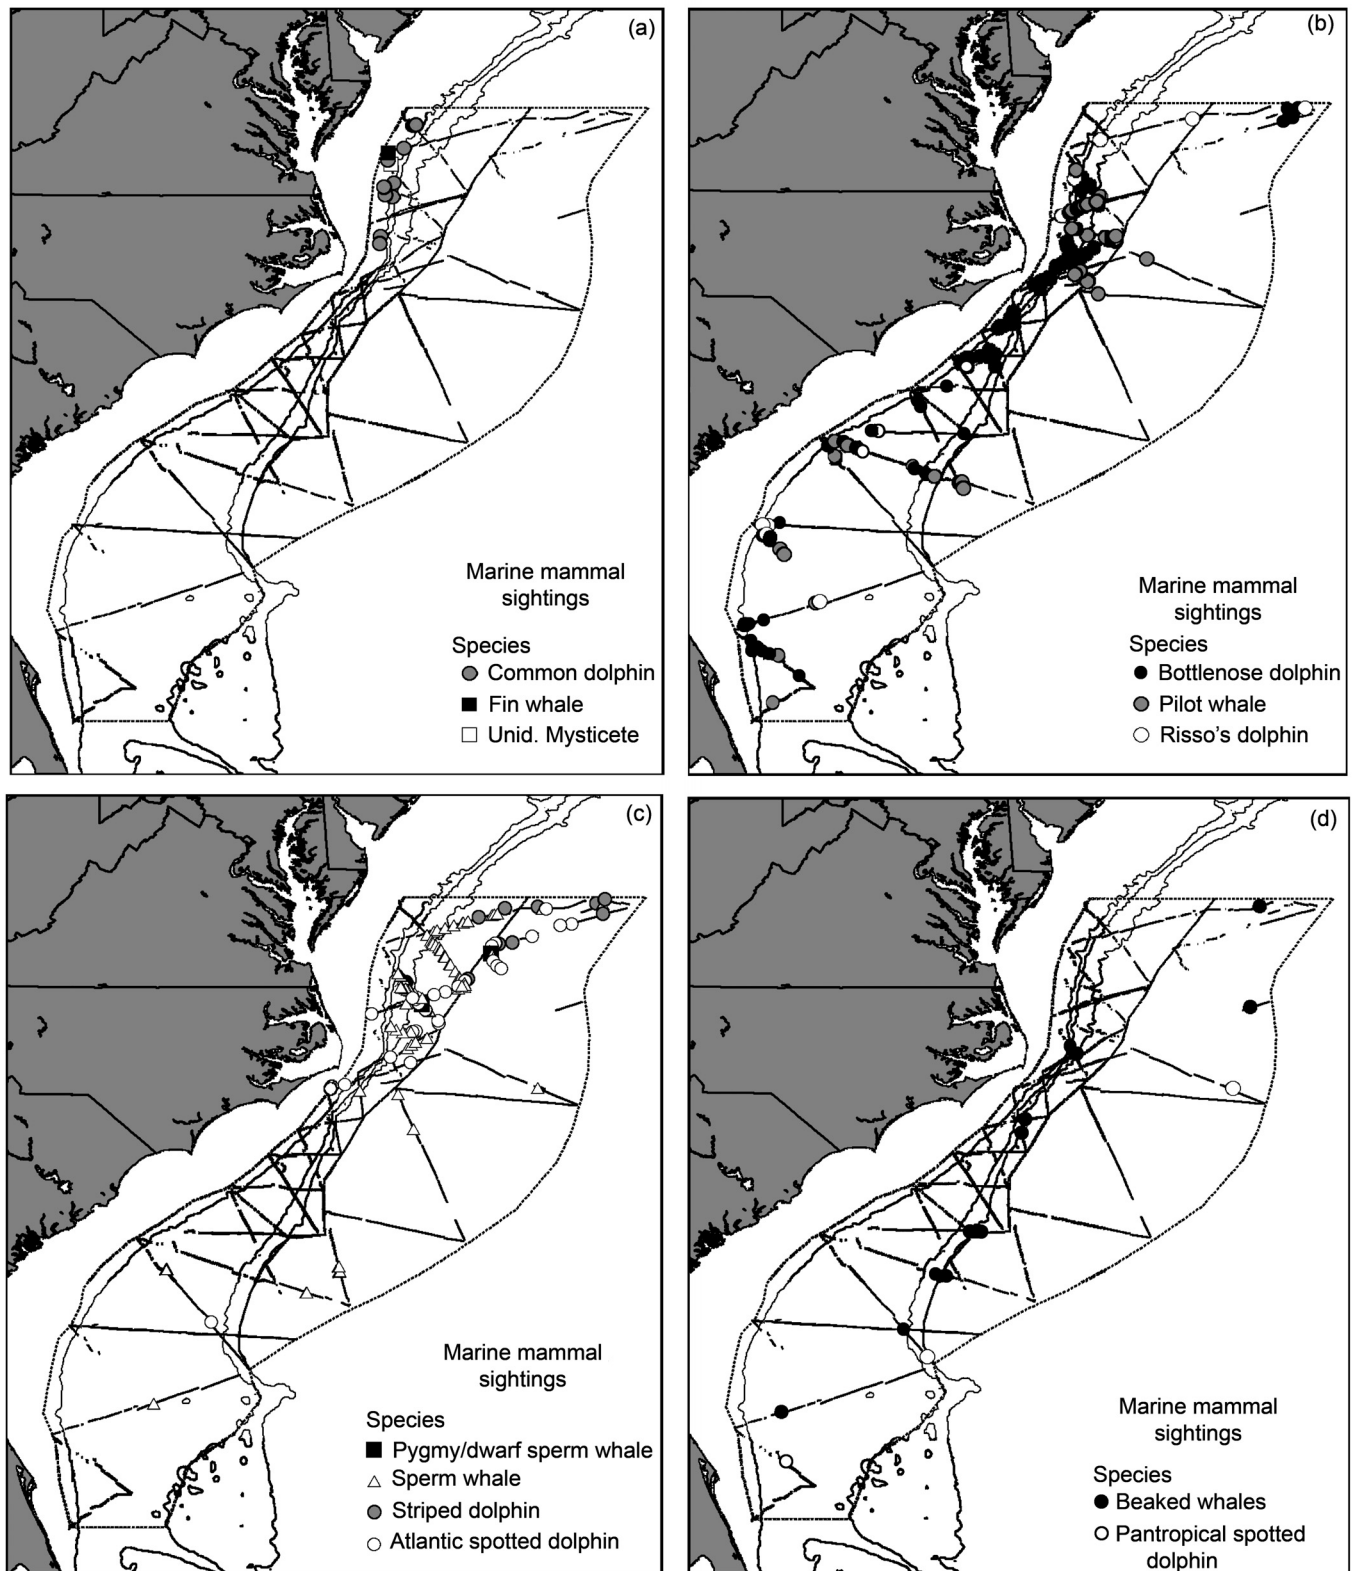 (a)
Marine mammal
sightings
Species
Common dolphin
Fin whale
Unid. Mysticete
(b)
Marine mammal
sightings
Species
Bottlenose dolphin
Pilot whale
Risso's dolphin
(c)
Marine mammal
sightings
Species
Pygmy/dwarf sperm whale
Sperm whale
Striped dolphin
Atlantic spotted dolphin
(d)
Marine mammal
sightings
Species
Beaked whales
Pantropical spotted
dolphin